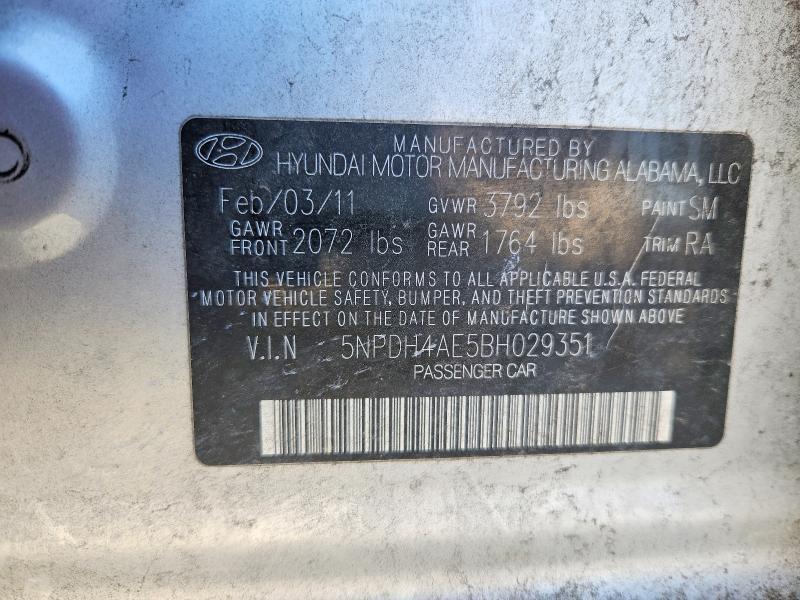 MANUFACTURED BY
HYUNDAI MOTOR MANUFACTURING ALABAMA, LLC
Feb/03/11 GVWR 3792 lbs PAINT SM
GAWR FRONT 2072 lbs GAWR REAR 1764 lbs TRIM RA
THIS VEHICLE CONFORMS TO ALL APPLICABLE U.S.A. FEDERAL
MOTOR VEHICLE SAFETY, BUMPER, AND THEFT PREVENTION STANDARDS
IN EFFECT ON THE DATE OF MANUFACTURE SHOWN ABOVE
V.I.N 5NPDH4AE5BH029351
PASSENGER CAR